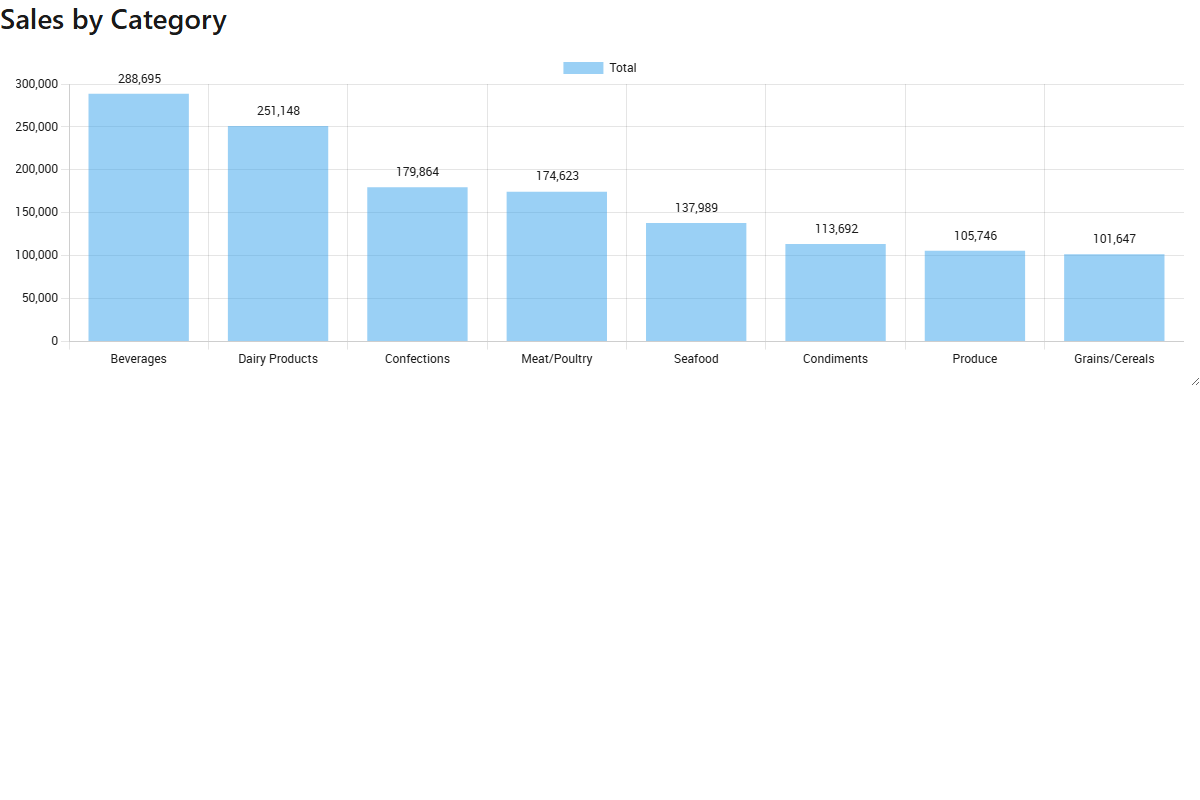 Sales by Category
Total
300,000
250,000
200,000
150,000
100,000
50,000
0
288,695
251,148
179,864
174,623
137,989
113,692
105,746
101,647
Beverages
Dairy Products
Confections
Meat/Poultry
Seafood
Condiments
Produce
Grains/Cereals